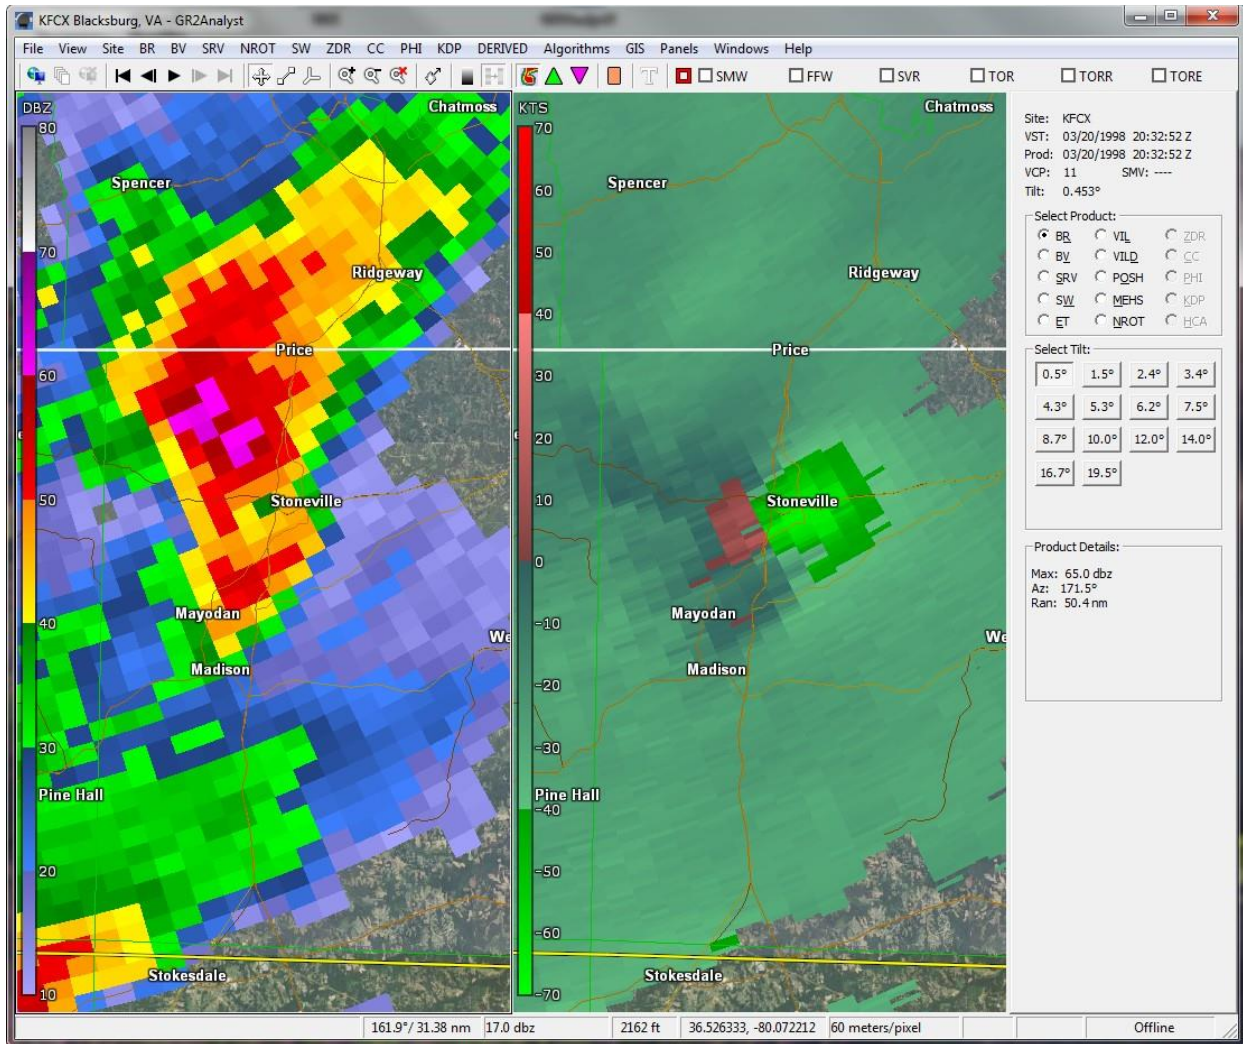 KFCX Blacksburg, VA - GR2Analyst
File View Site BR BV SRV NROT SW ZDR CC PHI KDP DERIVED Algorithms GIS Panels Windows Help
SMW FFW SVR TOR TORR TORE
DBZ
80
70
60
50
40
30
20
10
Chatmoss
Spencer
Ridgeway
Price
Stoneville
Mayodan
Madison
We
Pine Hall
Stokesdale
KTS
70
60
50
40
30
20
10
0
-10
-20
-30
-40
-50
-60
-70
Chatmoss
Spencer
Ridgeway
Price
Stoneville
Mayodan
Madison
We
Pine Hall
Stokesdale
Site: KFCX
VST: 03/20/1998 20:32:52 Z
Prod: 03/20/1998 20:32:52 Z
VCP: 11 SMV: ----
Tilt: 0.453°
Select Product:
BR VIL ZDR
BV VILD CC
SRV POSH PHI
SW MEHS KDP
ET NROT HCA
Select Tilt:
0.5° 1.5° 2.4° 3.4°
4.3° 5.3° 6.2° 7.5°
8.7° 10.0° 12.0° 14.0°
16.7° 19.5°
Product Details:
Max: 65.0 dbz
Az: 171.5°
Ran: 50.4 nm
161.9°/ 31.38 nm 17.0 dbz 2162 ft 36.526333, -80.072212 60 meters/pixel Offline